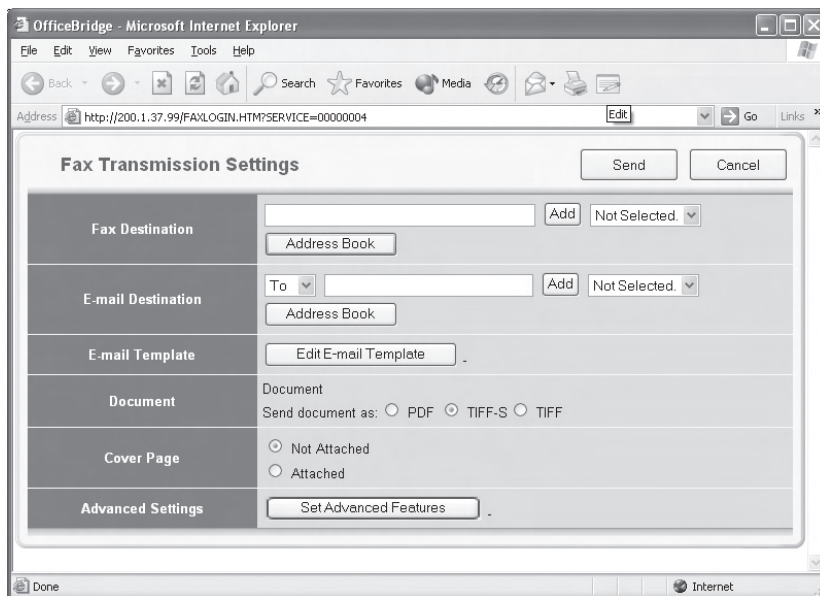 OfficeBridge - Microsoft Internet Explorer
File Edit View Favorites Tools Help
Back Search Favorites Media
Address http://200.1.37.99/FAXLOGIN.HTM?SERVICE=00000004 Edit Go Links »
Fax Transmission Settings Send Cancel
Fax Destination Add Not Selected.
Address Book
E-mail Destination To Add Not Selected.
Address Book
E-mail Template Edit E-mail Template -
Document Document
Send document as: PDF TIFF-S TIFF
Cover Page Not Attached
Attached
Advanced Settings Set Advanced Features -
Done Internet